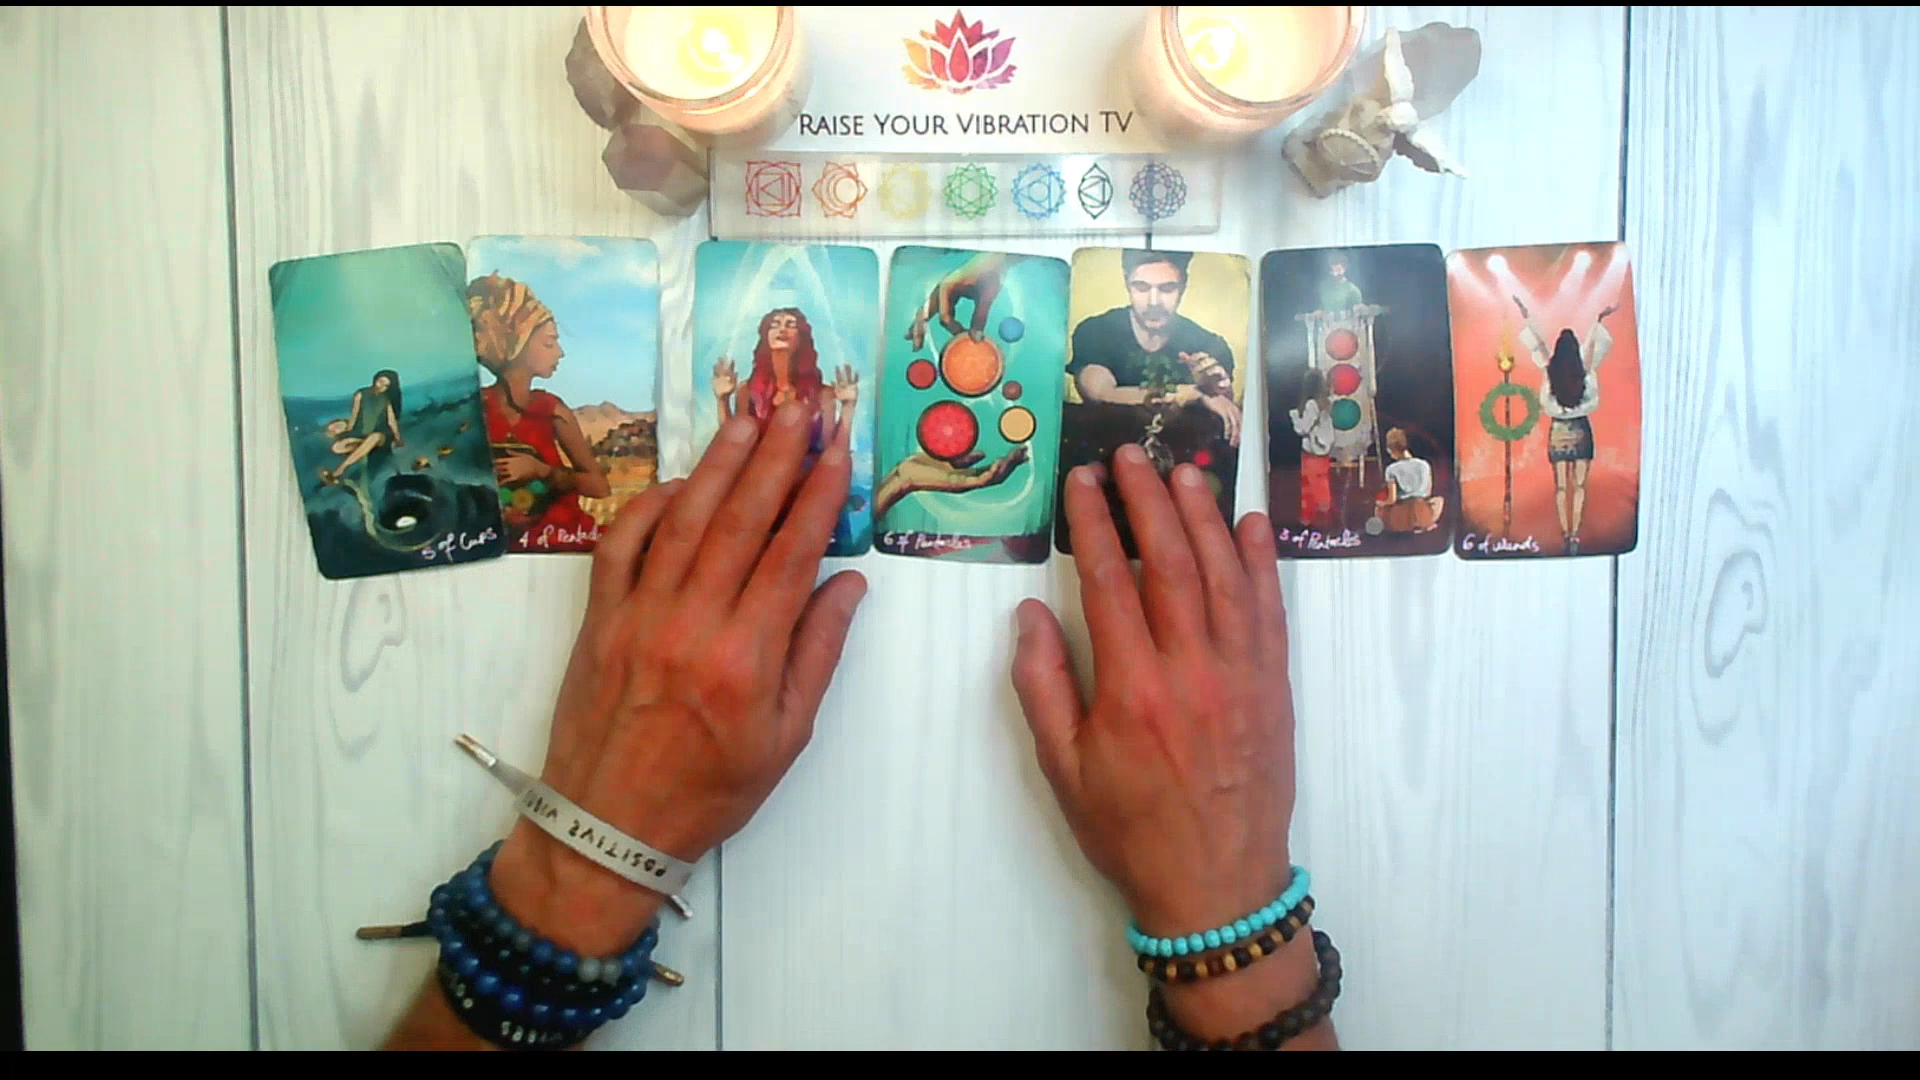 RAISE YOUR VIBRATION TV
5 of Cups
4 of Pentacles
6 of Pentacles
3 of Pentacles
6 of Wands
POSITIVE VIBES